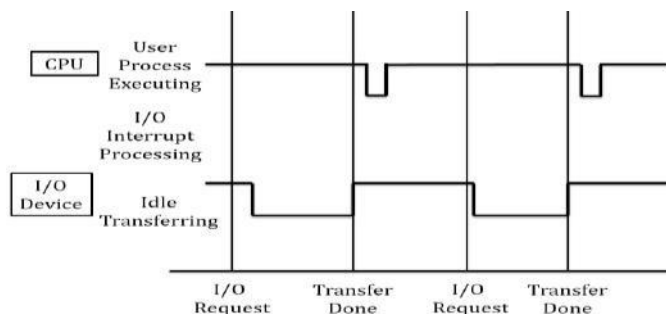 User
CPU
Process
Executing
I/O
Interrupt
Processing
I/O
Device
Idle
Transferring
I/O
Request
Transfer
Done
I/O
Request
Transfer
Done